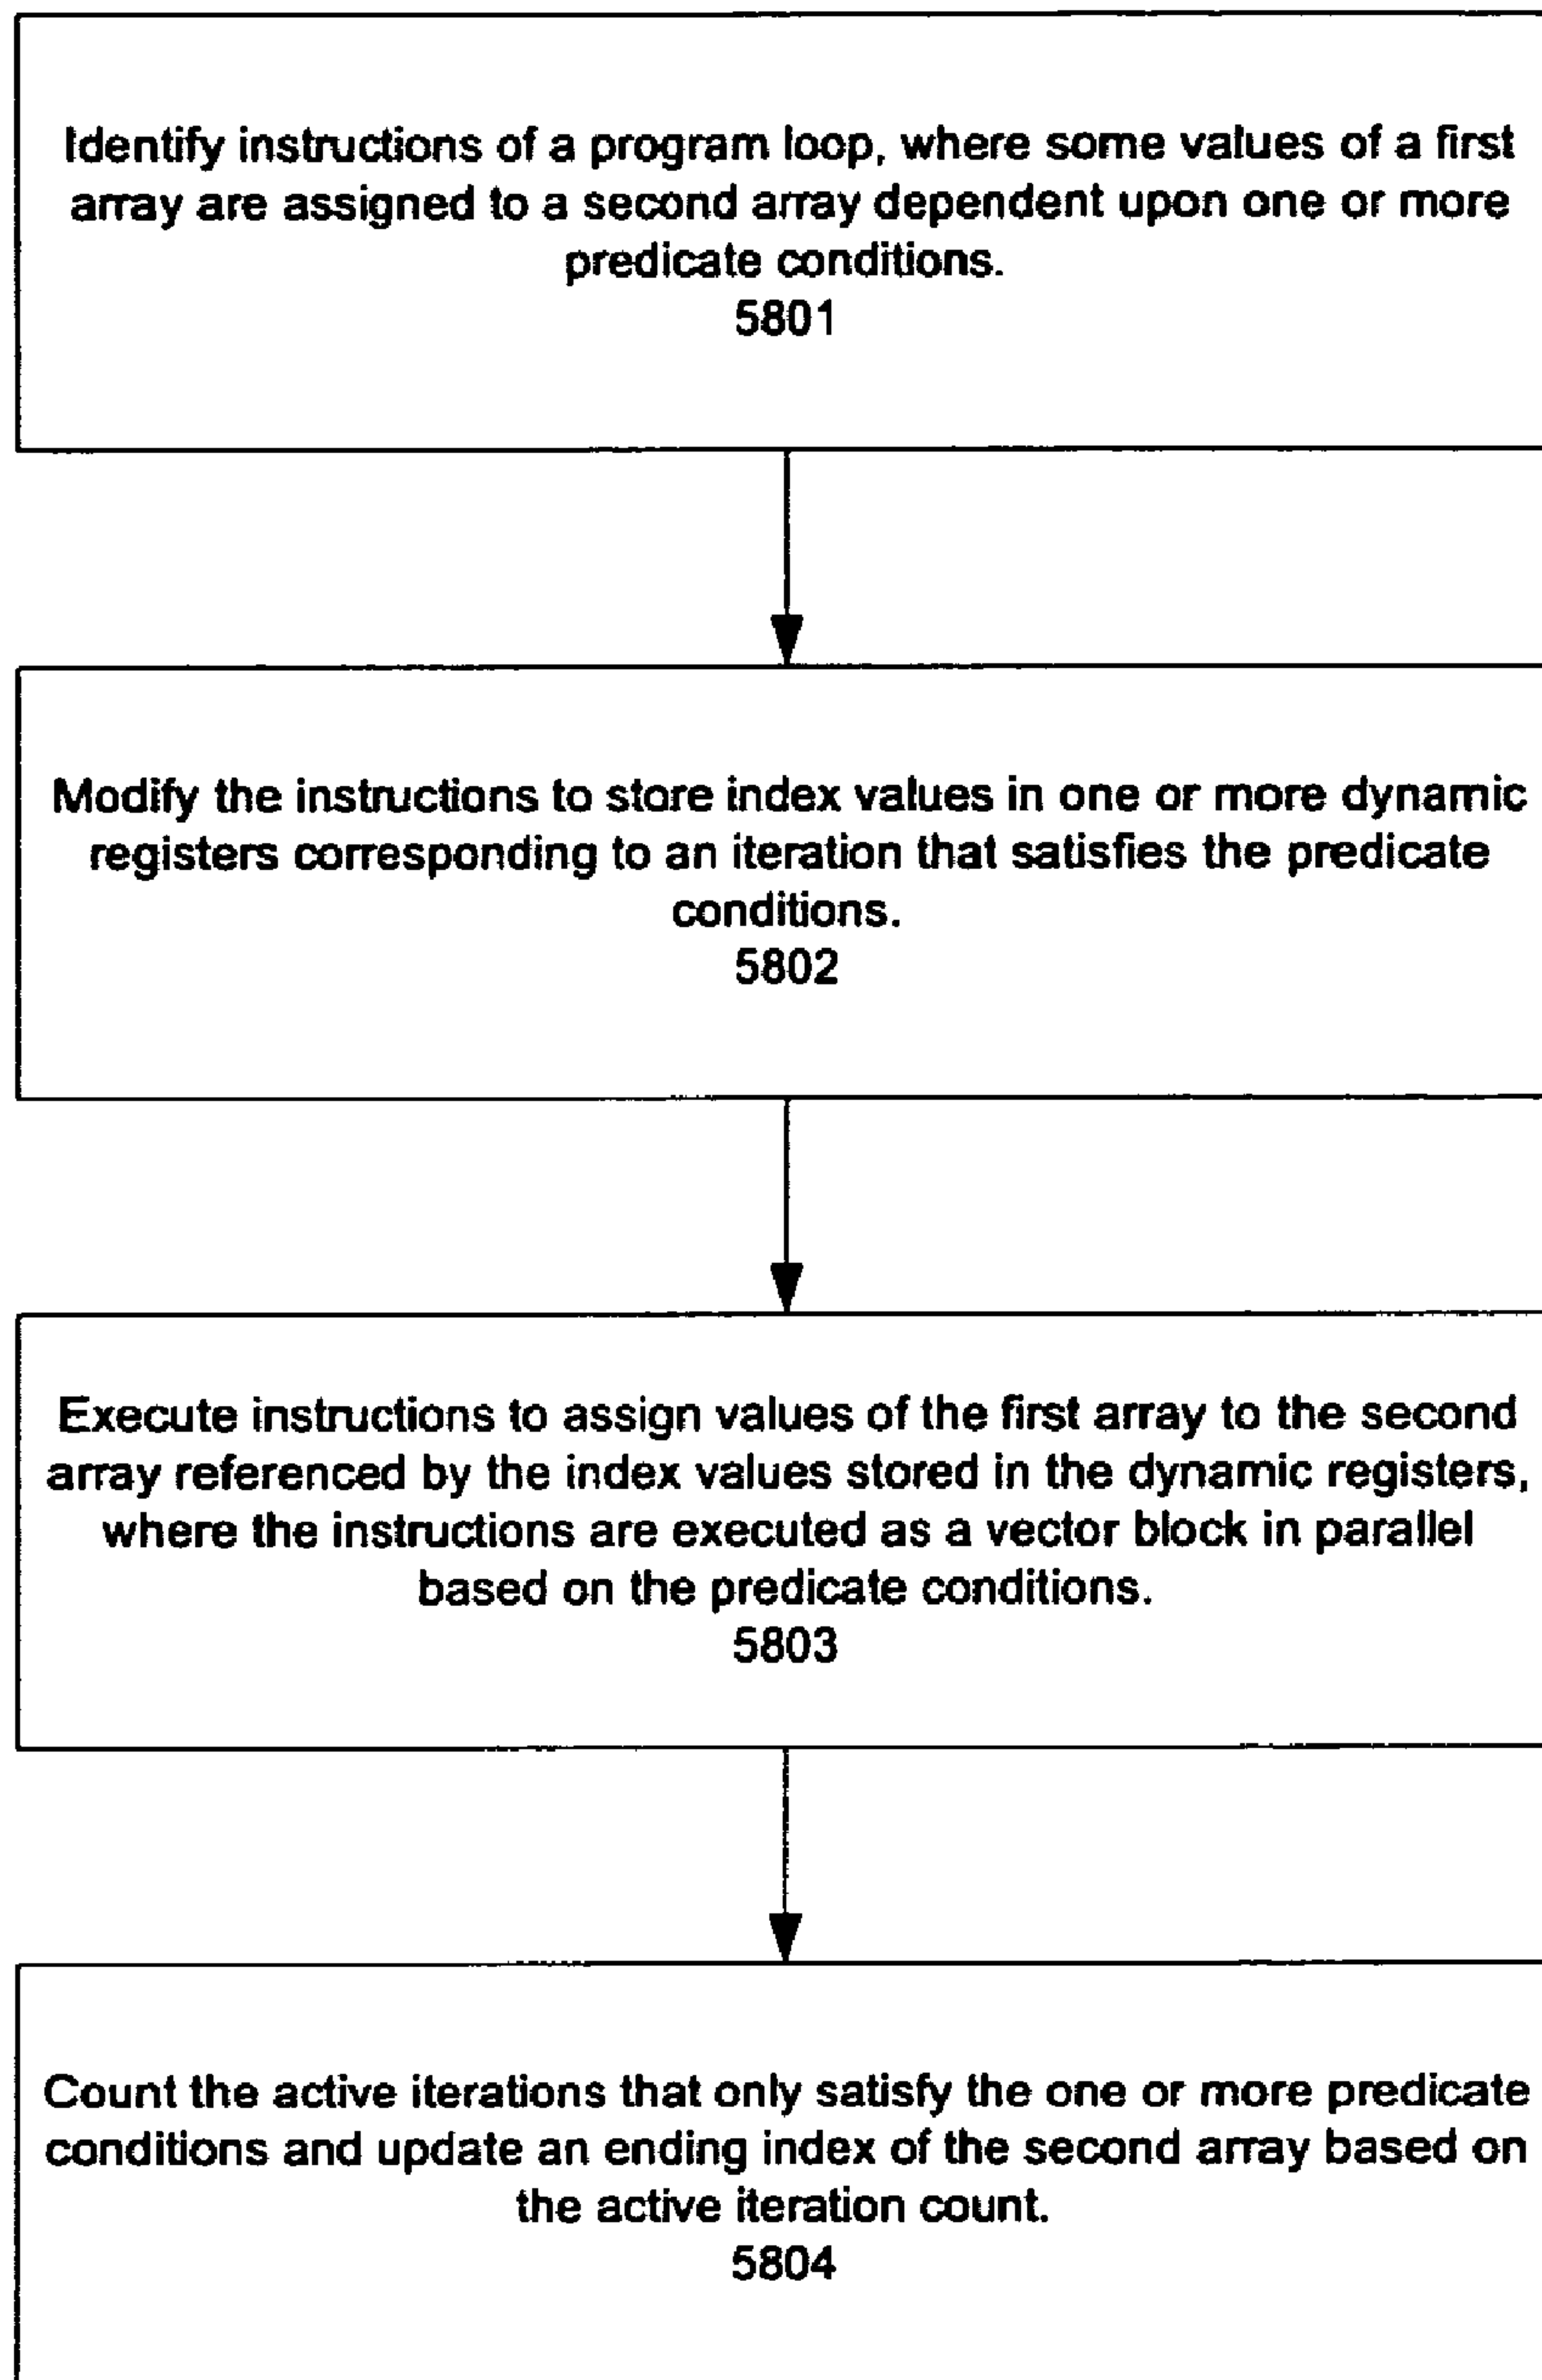 Identify instructions of a program loop, where some values of a first
array are assigned to a second array dependent upon one or more
predicate conditions.
5801
Modify the instructions to store index values in one or more dynamic
registers corresponding to an iteration that satisfies the predicate
conditions.
5802
Execute instructions to assign values of the first array to the second
array referenced by the index values stored in the dynamic registers,
where the instructions are executed as a vector block in parallel
based on the predicate conditions.
5803
Count the active iterations that only satisfy the one or more predicate
conditions and update an ending index of the second array based on
the active iteration count.
5804